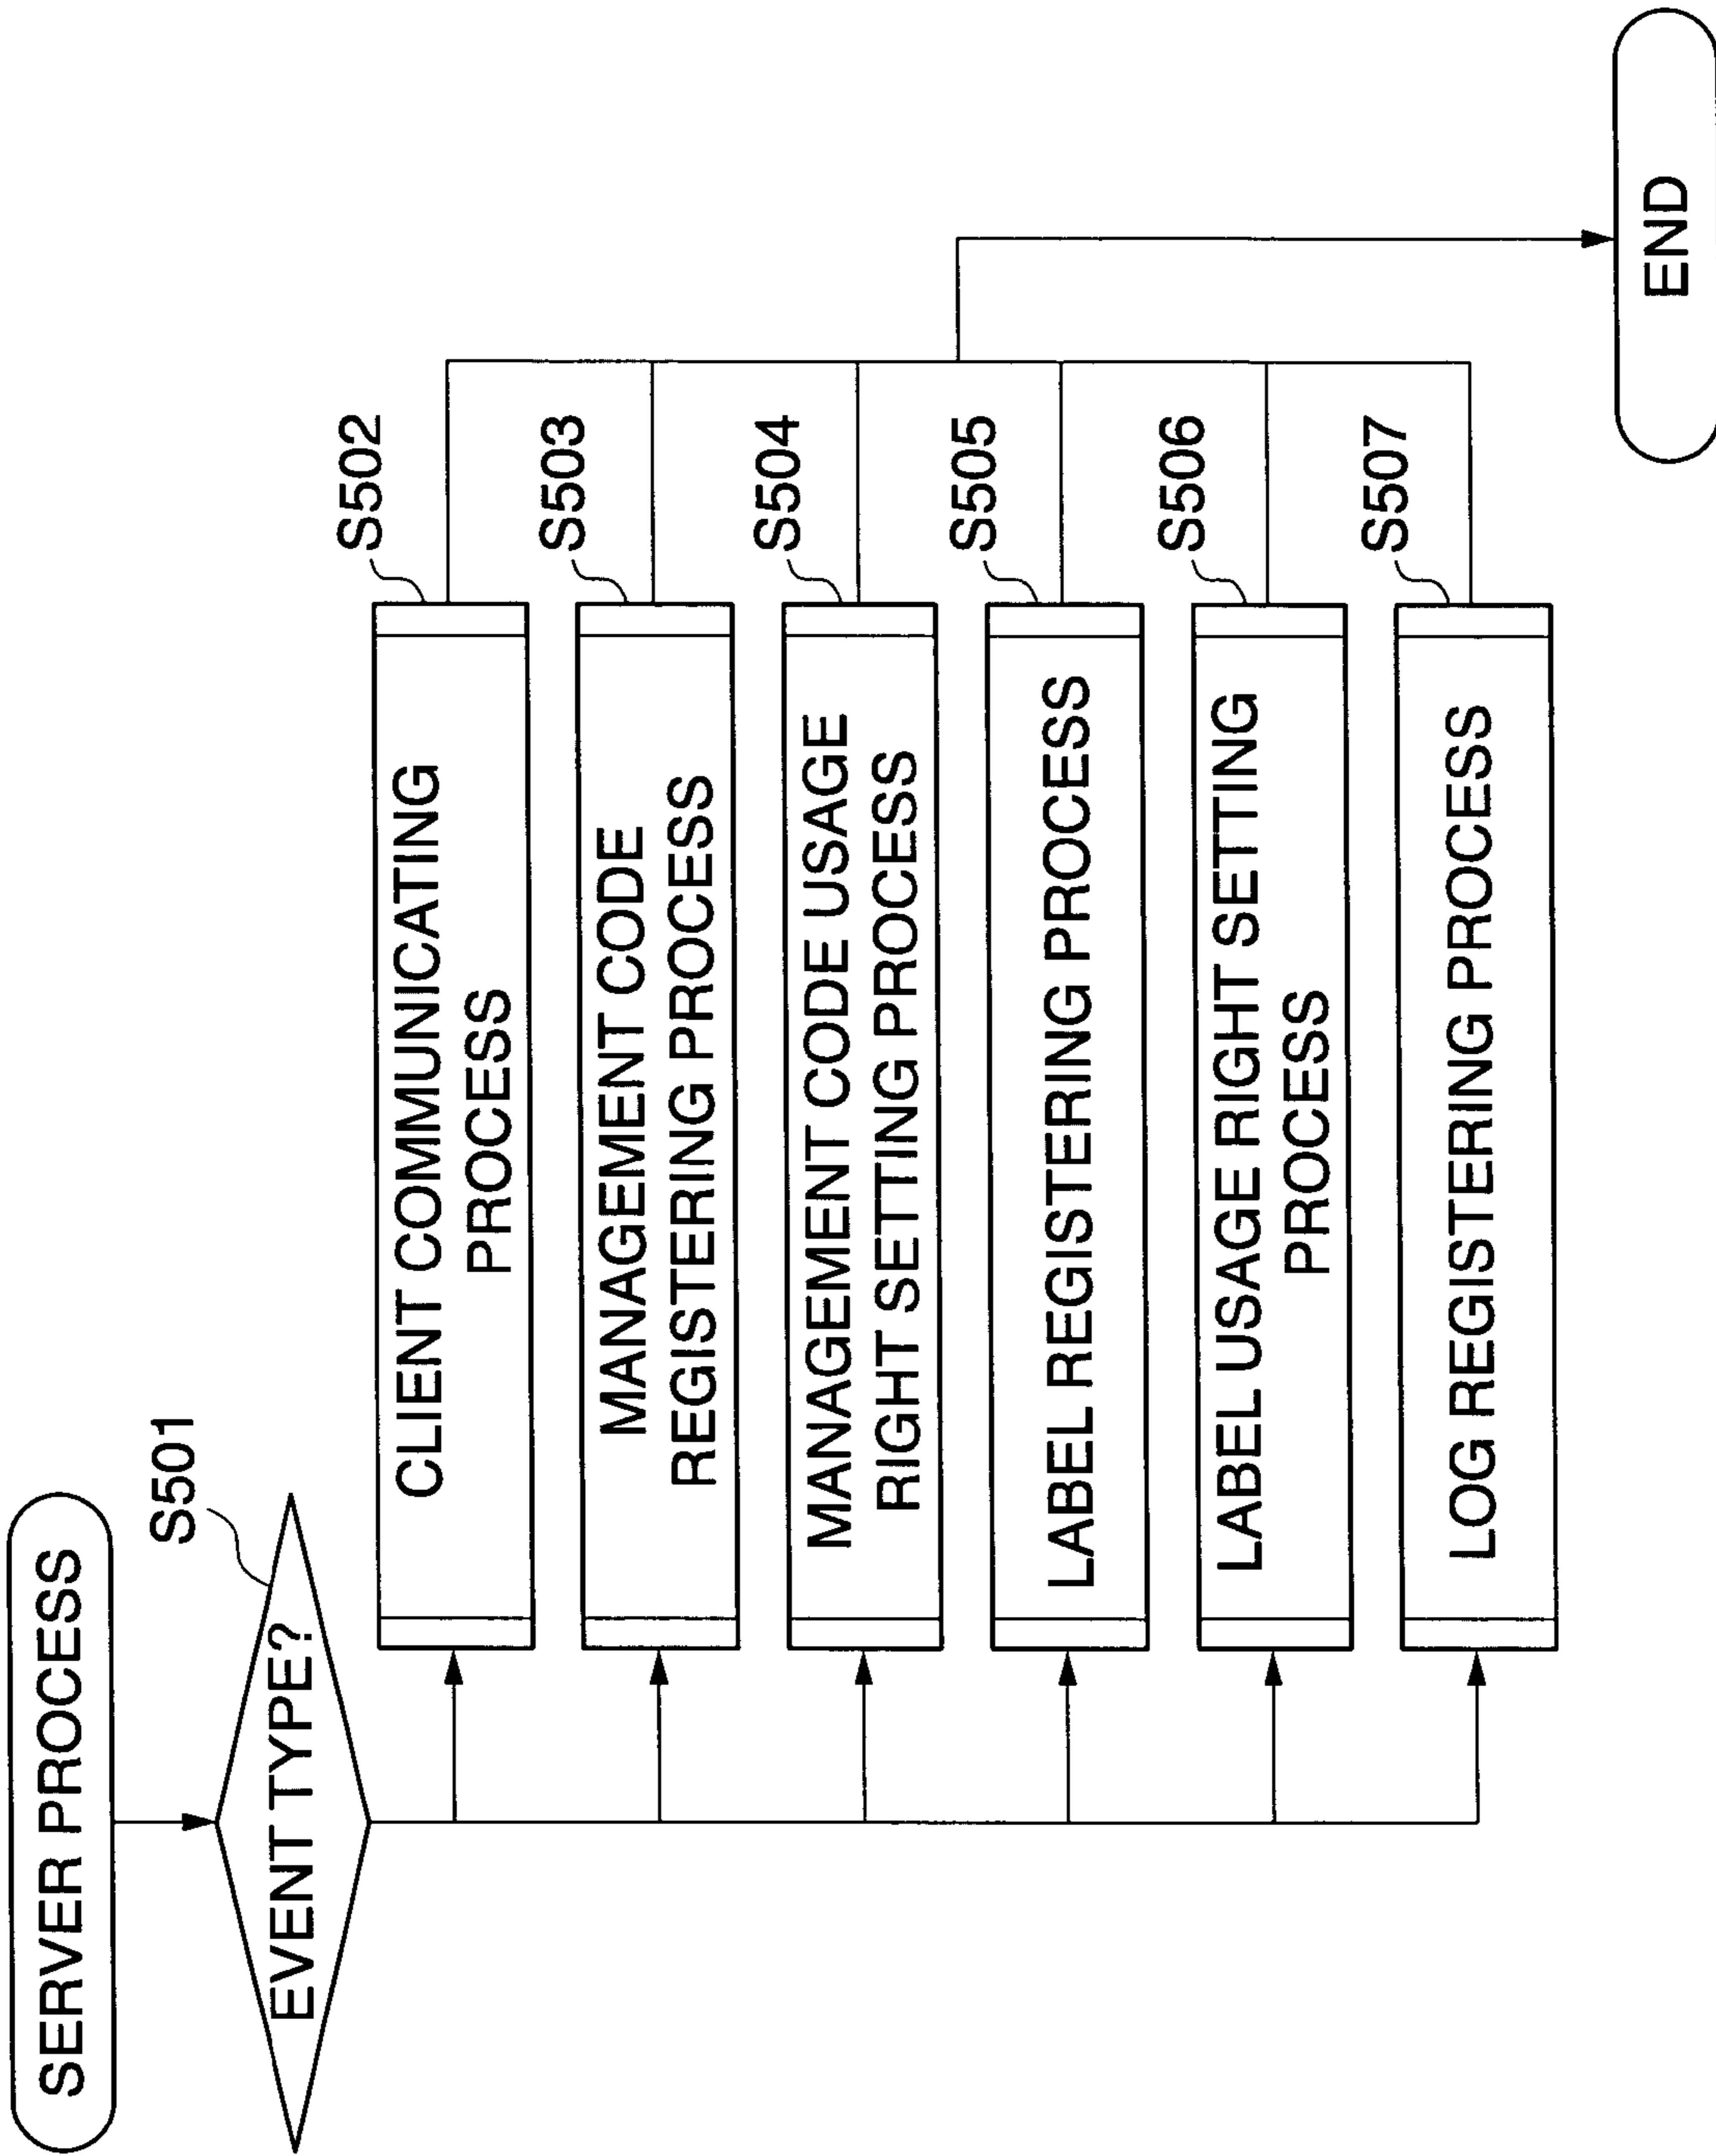 SERVER PROCESS
S501
EVENT TYPE?
S502
CLIENT COMMUNICATING
PROCESS
S503
MANAGEMENT CODE
REGISTERING PROCESS
S504
MANAGEMENT CODE USAGE
RIGHT SETTING PROCESS
S505
LABEL REGISTERING PROCESS
S506
LABEL USAGE RIGHT SETTING
PROCESS
S507
LOG REGISTERING PROCESS
END